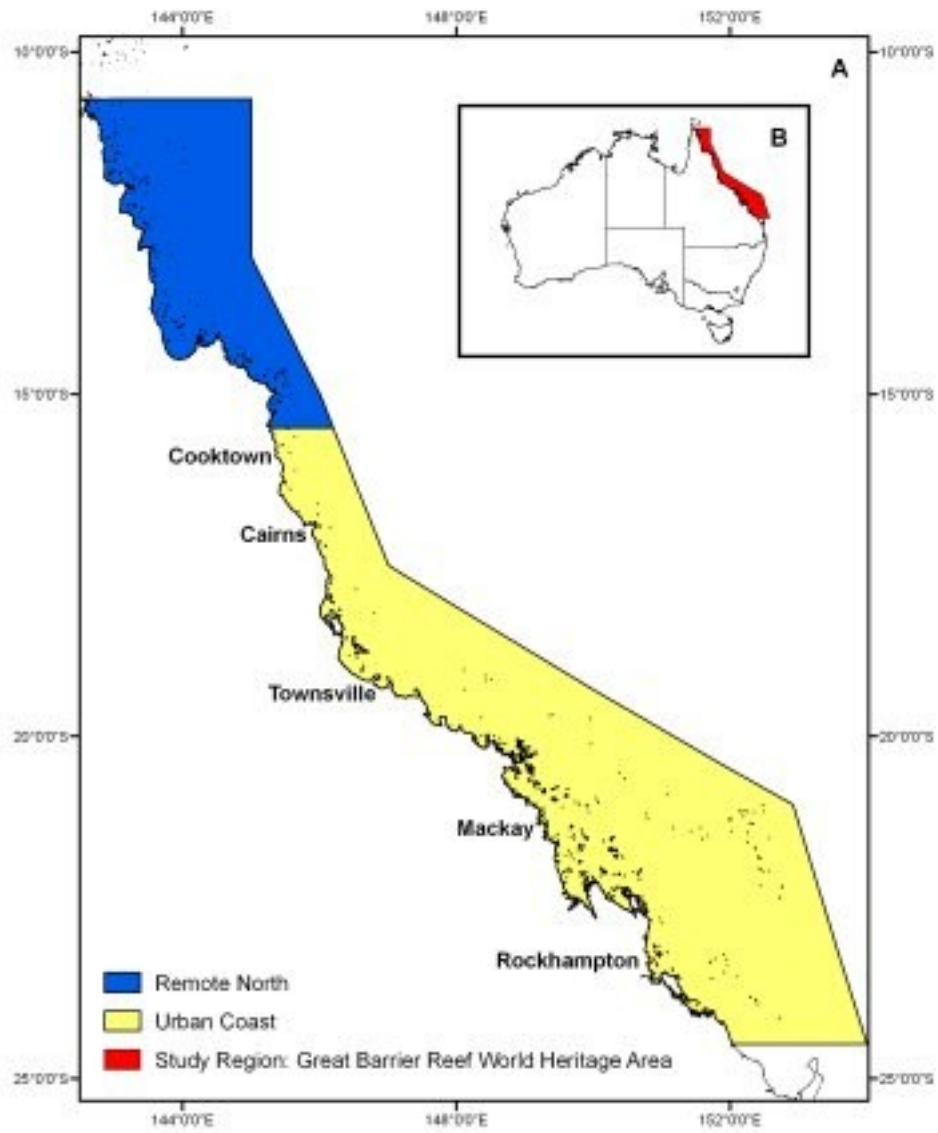 144°0'0"E 148°0'0"E 152°0'0"E
10°0'0"S 10°0'0"S
A
B
15°0'0"S 15°0'0"S
Cooktown
Cairns
Townsville
20°0'0"S 20°0'0"S
Mackay
Rockhampton
Remote North
Urban Coast
Study Region: Great Barrier Reef World Heritage Area
25°0'0"S 25°0'0"S
144°0'0"E 148°0'0"E 152°0'0"E